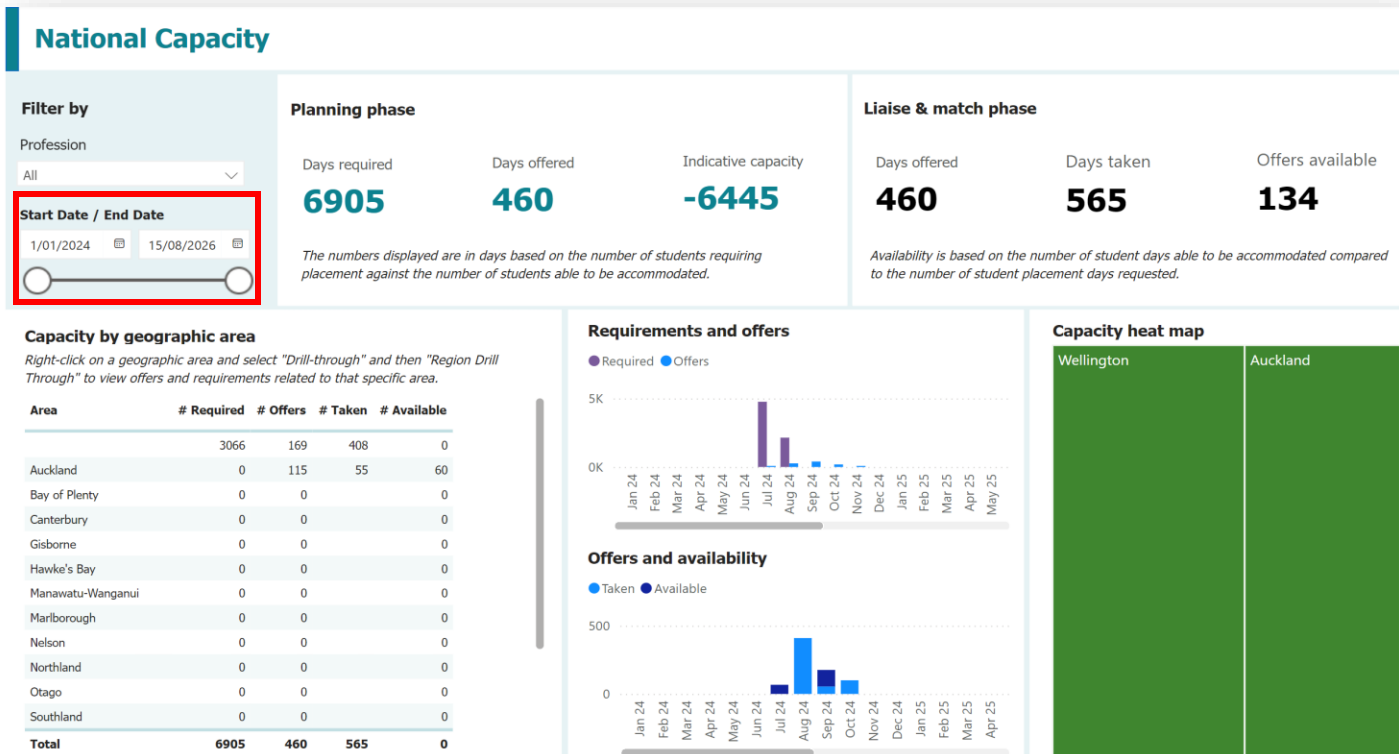 National Capacity
Filter by
Profession
All
Start Date / End Date
1/01/2024 15/08/2026
Planning phase
Days required Days offered Indicative capacity
6905 460 -6445
The numbers displayed are in days based on the number of students requiring
placement against the number of students able to be accommodated.
Liaise & match phase
Days offered Days taken Offers available
460 565 134
Availability is based on the number of student days able to be accommodated compared
to the number of student placement days requested.
Capacity by geographic area
Right-click on a geographic area and select "Drill-through" and then "Region Drill
Through" to view offers and requirements related to that specific area.
Area # Required # Offers # Taken # Available
3066 169 408 0
Auckland 0 115 55 60
Bay of Plenty 0 0 0
Canterbury 0 0 0
Gisborne 0 0 0
Hawke's Bay 0 0 0
Manawatu-Wanganui 0 0 0
Marlborough 0 0 0
Nelson 0 0 0
Northland 0 0 0
Otago 0 0 0
Southland 0 0 0
Total 6905 460 565 0
Requirements and offers
Required Offers
5K
0K
Jan 24 Feb 24 Mar 24 Apr 24 May 24 Jun 24 Jul 24 Aug 24 Sep 24 Oct 24 Nov 24 Dec 24 Jan 25 Feb 25 Mar 25 Apr 25 May 25
Offers and availability
Taken Available
500
0
Jan 24 Feb 24 Mar 24 Apr 24 May 24 Jun 24 Jul 24 Aug 24 Sep 24 Oct 24 Nov 24 Dec 24 Jan 25 Feb 25 Mar 25 Apr 25
Capacity heat map
Wellington Auckland